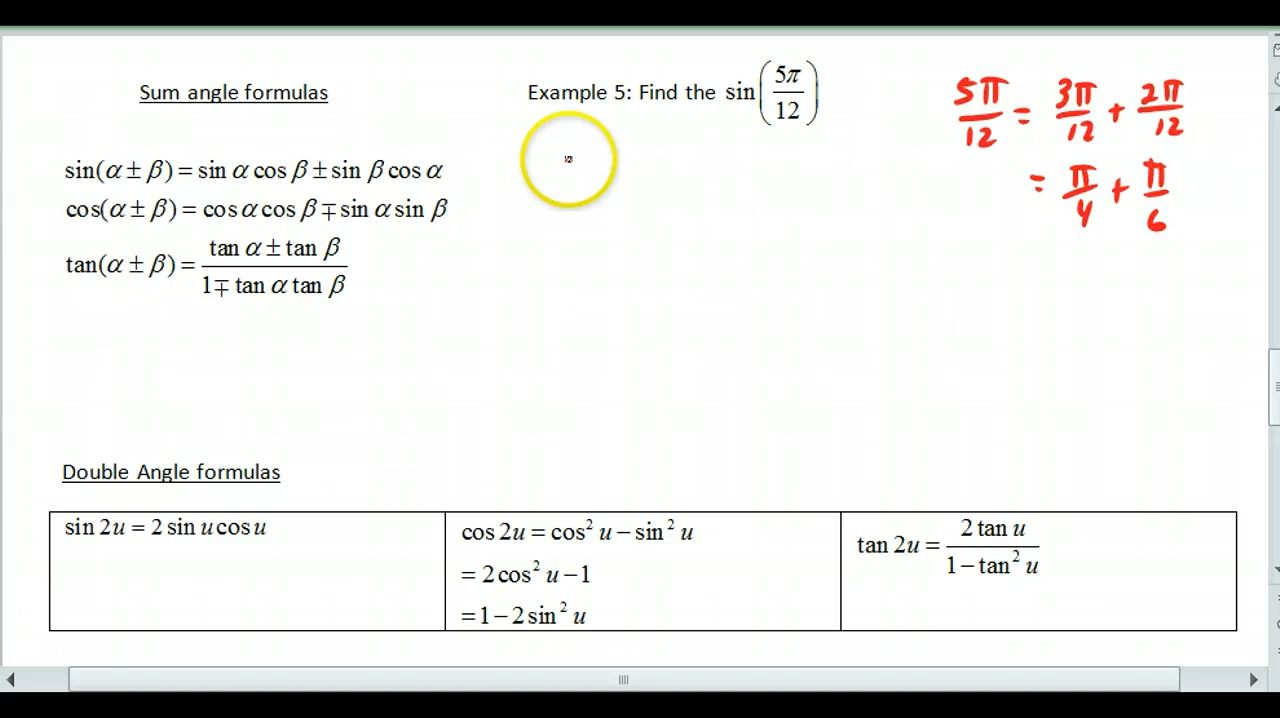 Sum angle formulas
sin(α ± β) = sin α cos β ± sin β cos α
cos(α ± β) = cos α cos β ∓ sin α sin β
tan(α ± β) = (tan α ± tan β) / (1 ∓ tan α tan β)
Example 5: Find the sin(5π/12)
5π/12 = 3π/12 + 2π/12
= π/4 + π/6
Double Angle formulas
sin 2u = 2 sin u cos u
cos 2u = cos² u − sin² u
= 2cos² u − 1
= 1 − 2 sin² u
tan 2u = (2 tan u) / (1 − tan² u)